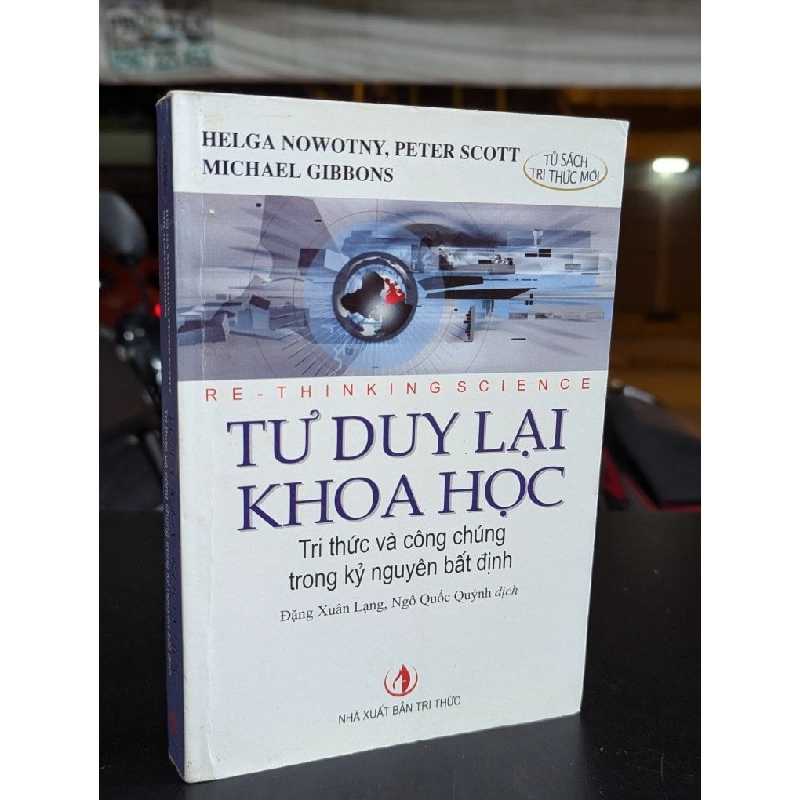 HELGA NOWOTNY, PETER SCOTT
MICHAEL GIBBONS
TỦ SÁCH
TRI THỨC MỚI
RE-THINKING SCIENCE
TƯ DUY LẠI
KHOA HỌC
Tri thức và công chúng
trong kỷ nguyên bất định
Đặng Xuân Lạng, Ngô Quốc Quýnh dịch
NHÀ XUẤT BẢN TRI THỨC